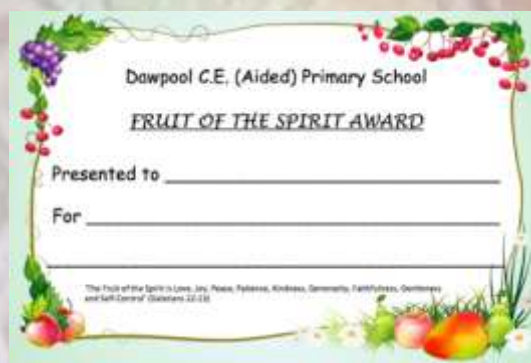 Dawpool C.E. (Aided) Primary School
FRUIT OF THE SPIRIT AWARD
Presented to
For
'The Fruit of the Spirit is Love, Joy, Peace, Patience, Kindness, Generosity, Faithfulness, Gentleness
and Self-Control' (Galatians 22-23)